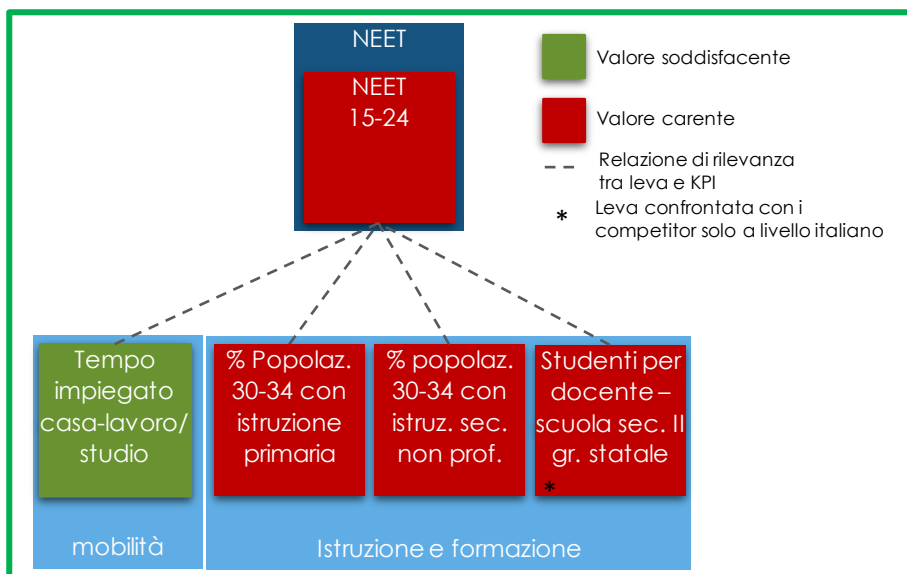 NEET
NEET
15-24
Valore soddisfacente
Valore carente
Relazione di rilevanza
tra leva e KPI
* Leva confrontata con i
competitor solo a livello italiano
Tempo
impiegato
casa-lavoro/
studio
% Popolaz.
30-34 con
istruzione
primaria
% popolaz.
30-34 con
istruz. sec.
non prof.
Studenti per
docente –
scuola sec. II
gr. statale
*
mobilità
Istruzione e formazione